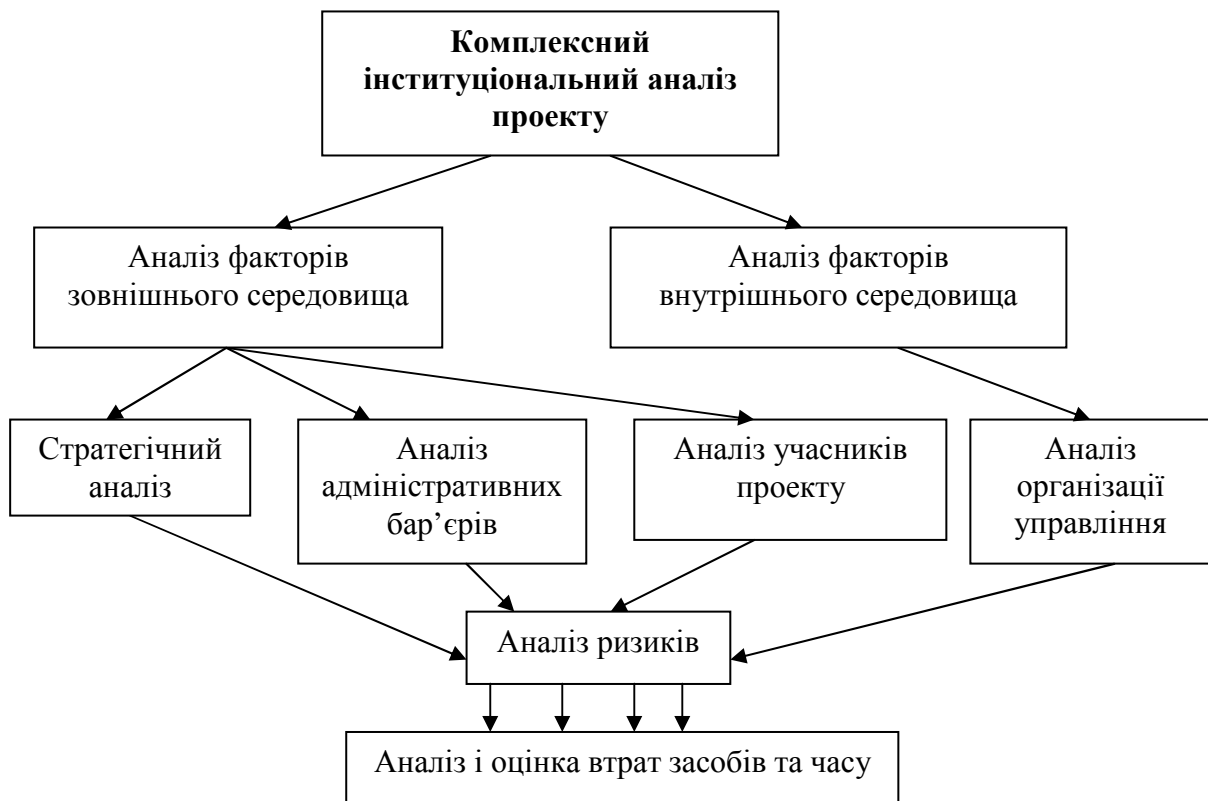 Комплексний
інституціональний аналіз
проекту
Аналіз факторів
зовнішнього середовища
Аналіз факторів
внутрішнього середовища
Стратегічний
аналіз
Аналіз
адміністративних
бар’єрів
Аналіз учасників
проекту
Аналіз
організації
управління
Аналіз ризиків
Аналіз і оцінка втрат засобів та часу